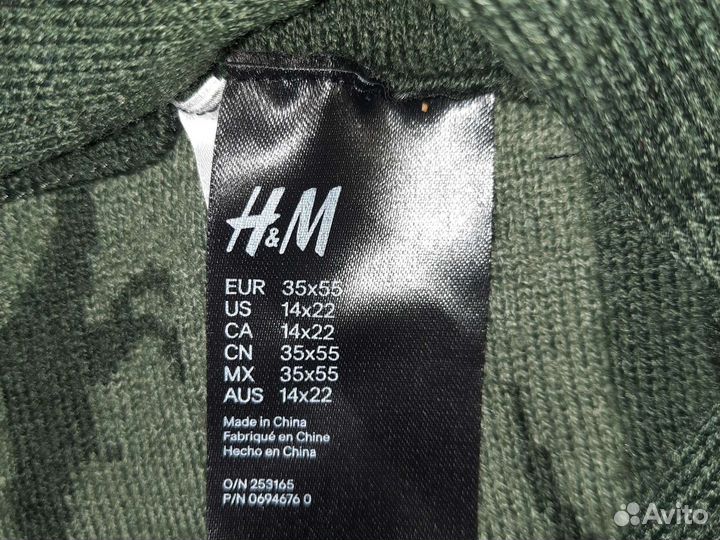 H&M
EUR 35x55
US 14x22
CA 14x22
CN 35x55
MX 35x55
AUS 14x22
Made in China
Fabriqué en Chine
Hecho en China
O/N 253165
P/N 0694676 0
Avito